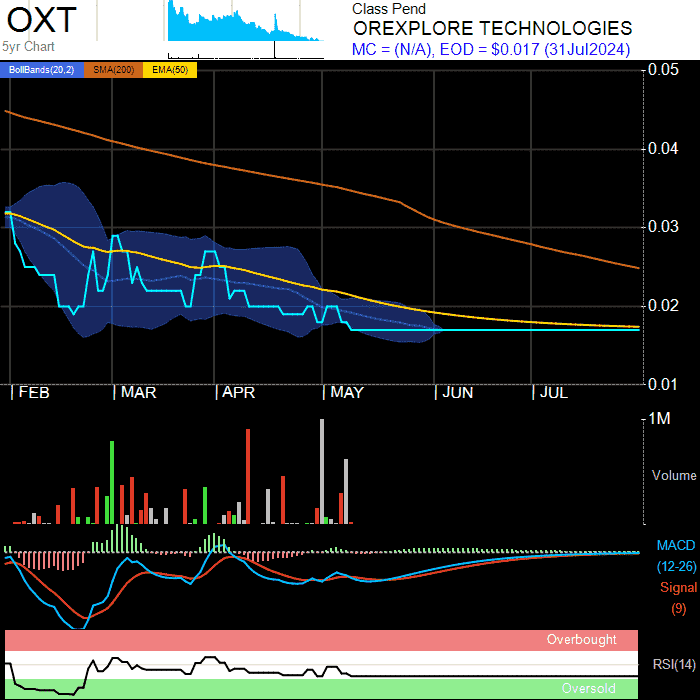 OXT
5yr Chart
Class Pend
OREXPLORE TECHNOLOGIES
MC = (N/A), EOD = $0.017 (31Jul2024)
BollBands(20,2) SMA(200) EMA(50)
0.05
0.04
0.03
0.02
0.01
FEB MAR APR MAY JUN JUL
1M
Volume
MACD
(12-26)
Signal
(9)
Overbought
RSI(14)
Oversold